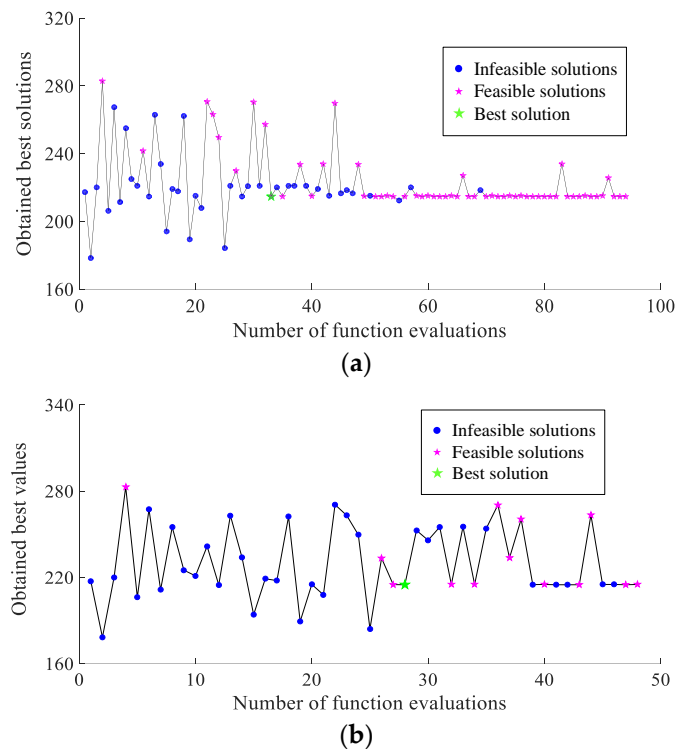 320
280
240
200
160
Obtained best solutions
Infeasible solutions
Feasible solutions
Best solution
0 20 40 60 80 100
Number of function evaluations
(a)
340
280
220
160
Obtained best values
Infeasible solutions
Feasible solutions
Best solution
0 10 20 30 40 50
Number of function evaluations
(b)